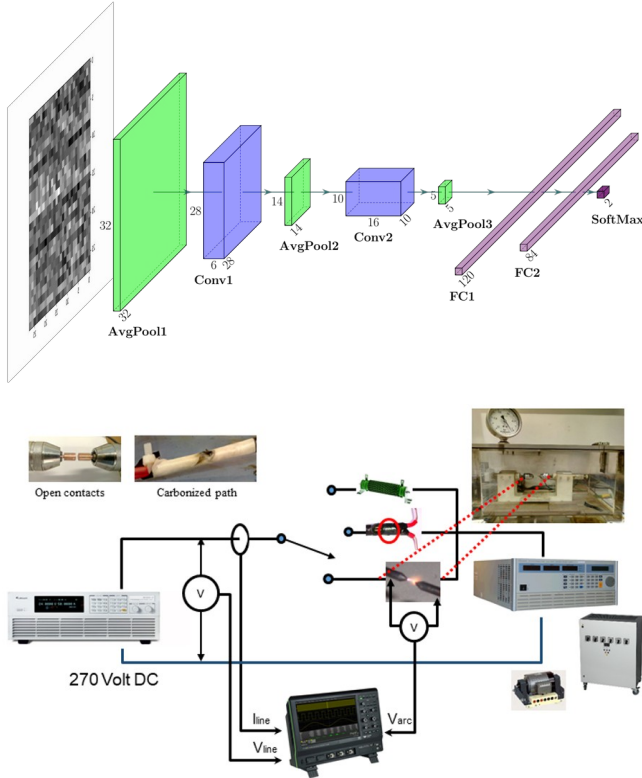 32
32
AvgPool1
28
6
28
Conv1
14
14
AvgPool2
10
16
10
Conv2
5
5
AvgPool3
120
FC1
84
FC2
2
SoftMax
Open contacts
Carbonized path
V
V
270 Volt DC
Iline
Varc
Vline